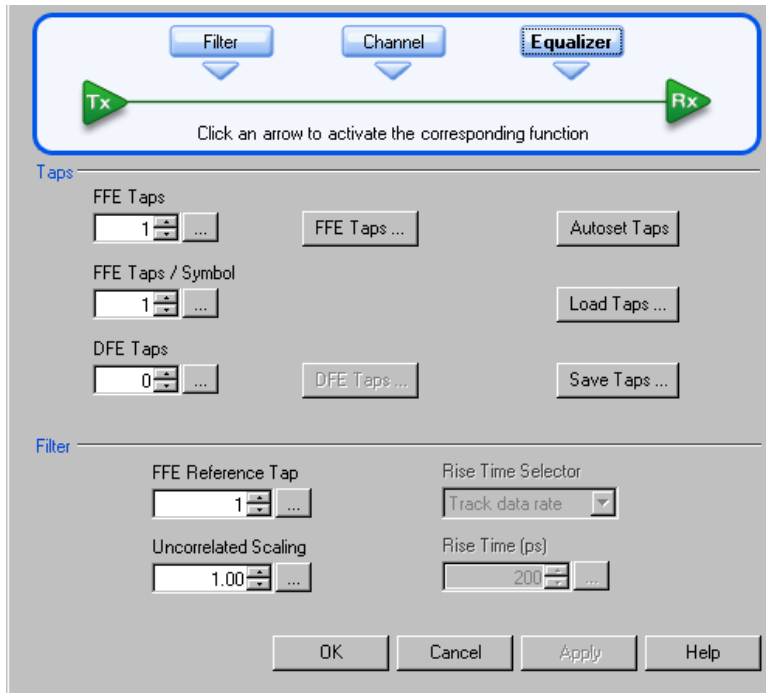 Filter Channel Equalizer
Tx Rx
Click an arrow to activate the corresponding function
Taps
FFE Taps
1 ... FFE Taps ... Autoset Taps
FFE Taps / Symbol
1 ... Load Taps ...
DFE Taps
0 ... DFE Taps ... Save Taps ...
Filter
FFE Reference Tap Rise Time Selector
1 ... Track data rate
Uncorrelated Scaling Rise Time (ps)
1.00 ... 200 ...
OK Cancel Apply Help